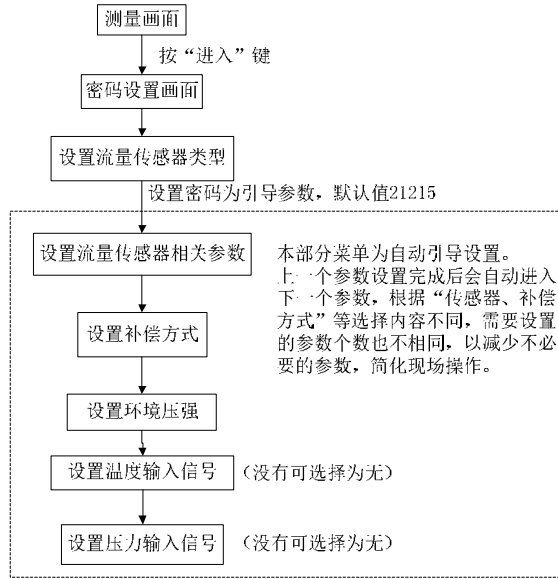 测量画面
按“进入”键
密码设置画面
设置流量传感器类型
设置密码为引导参数，默认值21215
设置流量传感器相关参数
本部分菜单为自动引导设置。
上一个参数设置完成后会自动进入
下一个参数，根据“传感器、补偿
方式”等选择内容不同，需要设置
的参数个数也不相同，以减少不必
要的参数，简化现场操作。
设置补偿方式
设置环境压强
设置温度输入信号 （没有可选择为无）
设置压力输入信号 （没有可选择为无）